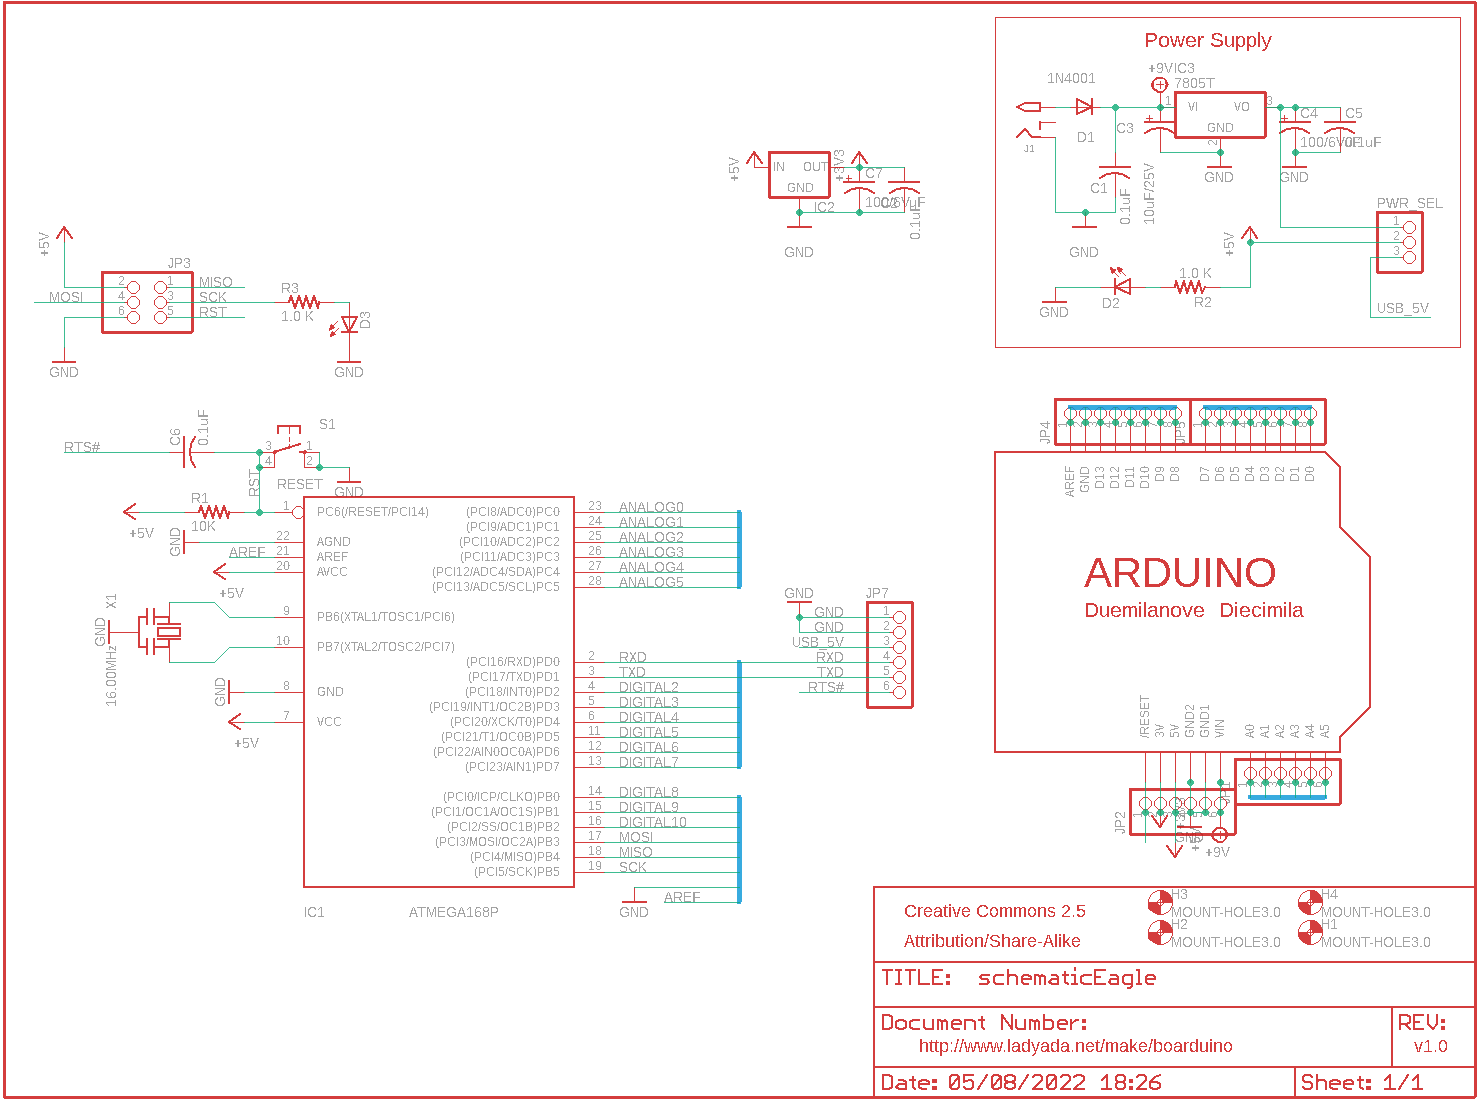 Power Supply
+9V
IC3
7805T
1N4001
1
VI
VO
3
GND
2
D1
C3
C4
C5
100/6V
0.1uF
J1
GND
GND
C1
0.1uF
10uF/25V
GND
PWR_SEL
1
2
3
+5V
1.0 K
R2
D2
GND
USB_5V
+5V
IN
OUT
GND
+3V3
C7
100/6V
C2
0.1uF
IC2
GND
+5V
JP3
2
1
MISO
MOSI
4
3
SCK
6
5
RST
GND
R3
1.0 K
D3
GND
RTS#
C6
0.1uF
S1
3
1
4
2
RST
RESET
GND
R1
10K
+5V
1
PC6(/RESET/PCI14)
GND
22
AGND
AREF
21
AREF
20
AVCC
+5V
X1
16.00MHz
GND
9
PB6(XTAL1/TOSC1/PCI6)
10
PB7(XTAL2/TOSC2/PCI7)
GND
8
GND
7
VCC
+5V
(PCI8/ADC0)PC0
23
ANALOG0
(PCI9/ADC1)PC1
24
ANALOG1
(PCI10/ADC2)PC2
25
ANALOG2
(PCI11/ADC3)PC3
26
ANALOG3
(PCI12/ADC4/SDA)PC4
27
ANALOG4
(PCI13/ADC5/SCL)PC5
28
ANALOG5
(PCI16/RXD)PD0
2
RXD
(PCI17/TXD)PD1
3
TXD
(PCI18/INT0)PD2
4
DIGITAL2
(PCI19/INT1/OC2B)PD3
5
DIGITAL3
(PCI20/XCK/T0)PD4
6
DIGITAL4
(PCI21/T1/OC0B)PD5
11
DIGITAL5
(PCI22/AIN0OC0A)PD6
12
DIGITAL6
(PCI23/AIN1)PD7
13
DIGITAL7
(PCI0/ICP/CLKO)PB0
14
DIGITAL8
(PCI1/OC1A/OC1S)PB1
15
DIGITAL9
(PCI2/SS/OC1B)PB2
16
DIGITAL10
(PCI3/MOSI/OC2A)PB3
17
MOSI
(PCI4/MISO)PB4
18
MISO
(PCI5/SCK)PB5
19
SCK
GND
AREF
IC1
ATMEGA168P
GND
JP7
GND
1
GND
2
USB_5V
3
RXD
4
TXD
5
RTS#
6
JP4
JP5
AREF
GND
D13
D12
D11
D10
D9
D8
D7
D6
D5
D4
D3
D2
D1
D0
ARDUINO
Duemilanove Diecimila
/RESET
3V
5V
GND2
GND1
VIN
A0
A1
A2
A3
A4
A5
JP2
GND
+9V
Creative Commons 2.5
Attribution/Share-Alike
H3
MOUNT-HOLE3.0
H4
MOUNT-HOLE3.0
H2
MOUNT-HOLE3.0
H1
MOUNT-HOLE3.0
TITLE: schematicEagle
Document Number:
http://www.ladyada.net/make/boarduino
REV:
v1.0
Date: 05/08/2022 18:26
Sheet: 1/1